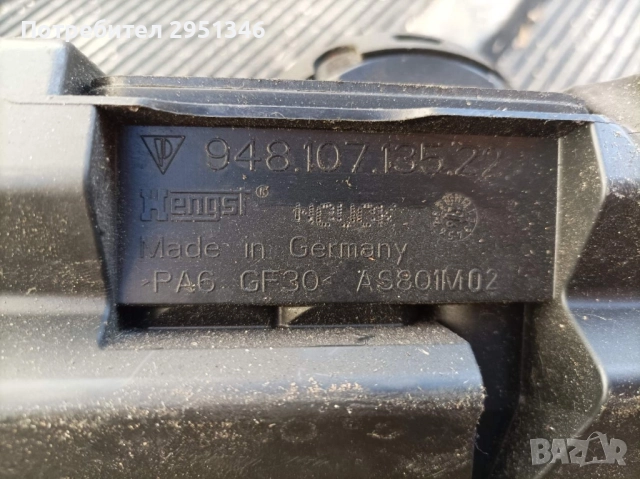 Потребител 2951346
948.107.135.22
Hengst®
Made in Germany
>PA6 GF30< AS801M02
BAZAR